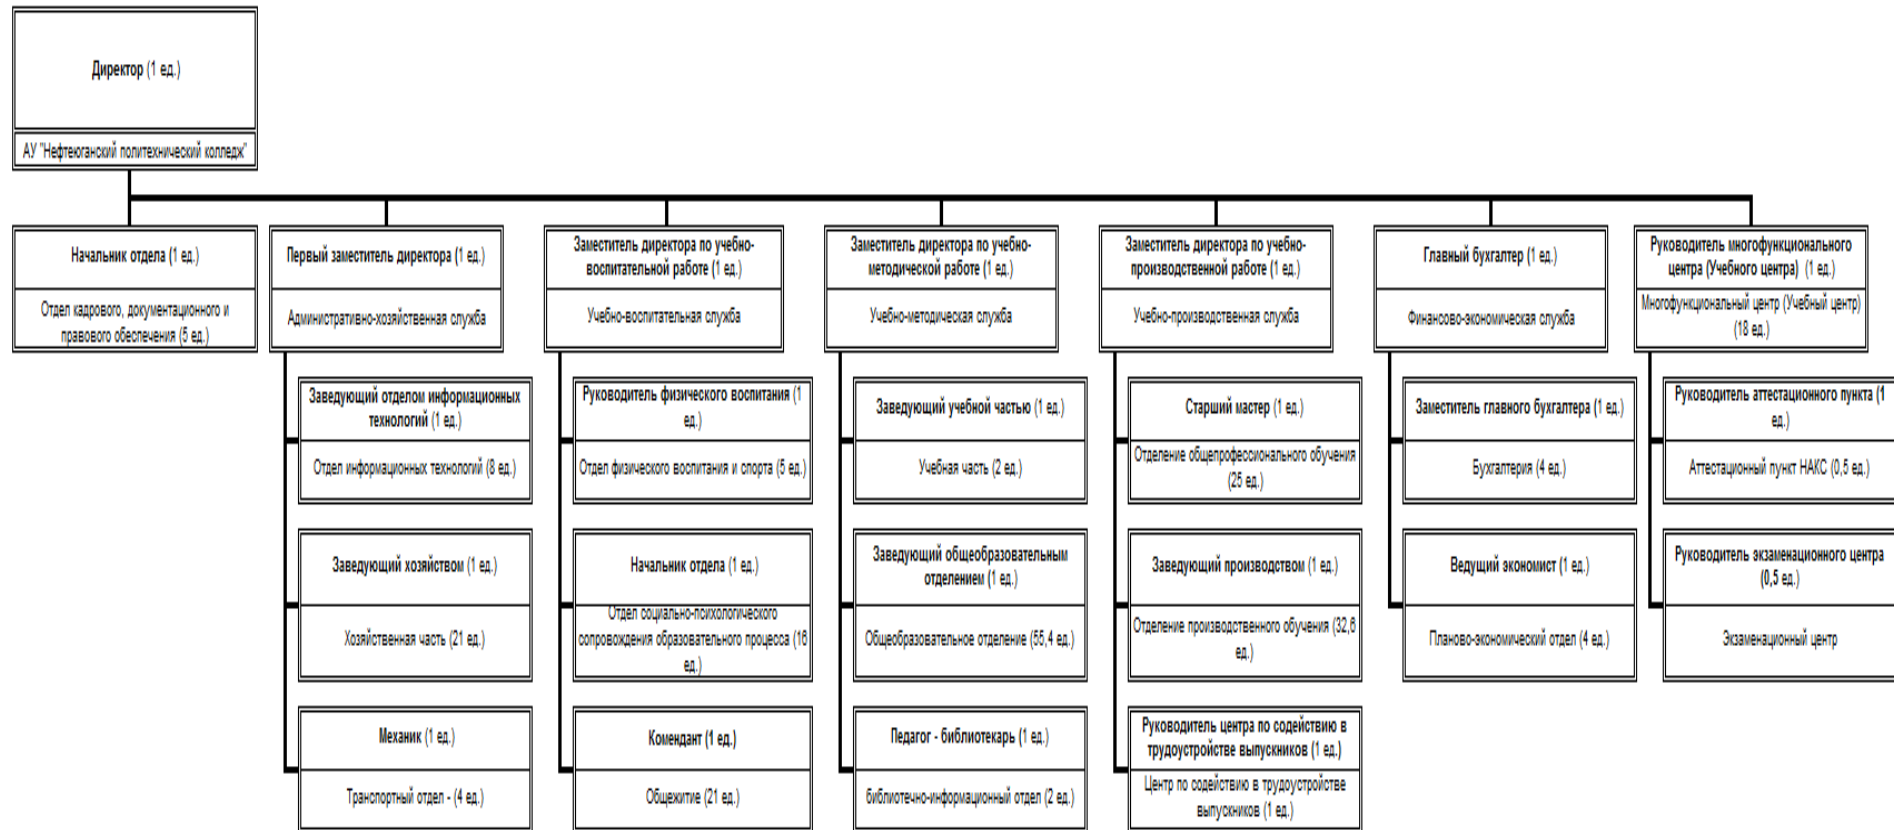 Директор (1 ед.)
АУ "Нефтеюганский политехнический колледж"
Начальник отдела (1 ед.)
Отдел кадрового, документационного и
правового обеспечения (5 ед.)
Первый заместитель директора (1 ед.)
Административно-хозяйственная служба
Заместитель директора по учебно-
воспитательной работе (1 ед.)
Учебно-воспитательная служба
Заместитель директора по учебно-
методической работе (1 ед.)
Учебно-методическая служба
Заместитель директора по учебно-
производственной работе (1 ед.)
Учебно-производственная служба
Главный бухгалтер (1 ед.)
Финансово-экономическая служба
Руководитель многофункционального
центра (Учебного центра) (1 ед.)
Многофункциональный центр (Учебный центр)
(18 ед.)
Заведующий отделом информационных
технологий (1 ед.)
Отдел информационных технологий (8 ед.)
Руководитель физического воспитания (1
ед.)
Отдел физического воспитания и спорта (5 ед.)
Заведующий учебной частью (1 ед.)
Учебная часть (2 ед.)
Старший мастер (1 ед.)
Отделение общепрофессионального обучения
(25 ед.)
Заместитель главного бухгалтера (1 ед.)
Бухгалтерия (4 ед.)
Руководитель аттестационного пункта (1
ед.)
Аттестационный пункт НАКС (0,5 ед.)
Заведующий хозяйством (1 ед.)
Хозяйственная часть (21 ед.)
Начальник отдела (1 ед.)
Отдел социально-психологического
сопровождения образовательного процесса (16
ед.)
Заведующий общеобразовательным
отделением (1 ед.)
Общеобразовательное отделение (55,4 ед.)
Заведующий производством (1 ед.)
Отделение производственного обучения (32,6
ед.)
Ведущий экономист (1 ед.)
Планово-экономический отдел (4 ед.)
Руководитель экзаменационного центра
(0,5 ед.)
Экзаменационный центр
Механик (1 ед.)
Транспортный отдел - (4 ед.)
Комендант (1 ед.)
Общежитие (21 ед.)
Педагог - библиотекарь (1 ед.)
библиотечно-информационный отдел (2 ед.)
Руководитель центра по содействию в
трудоустройстве выпускников (1 ед.)
Центр по содействию в трудоустройстве
выпускников (1 ед.)